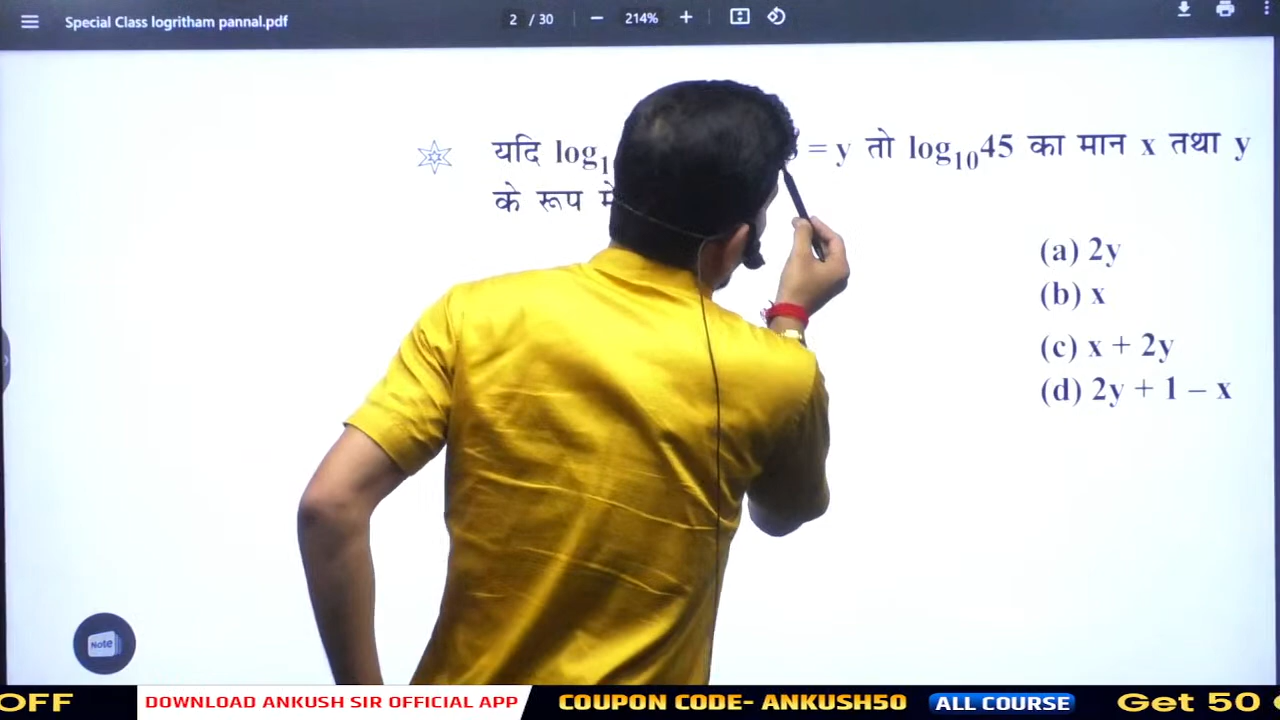 Special Class logritham pannal.pdf
2 / 30
214%
यदि log = y तो log₁₀45 का मान x तथा y
के रूप
(a) 2y
(b) x
(c) x + 2y
(d) 2y + 1 – x
Note
OFF DOWNLOAD ANKUSH SIR OFFICIAL APP COUPON CODE- ANKUSH50 ALL COURSE Get 50